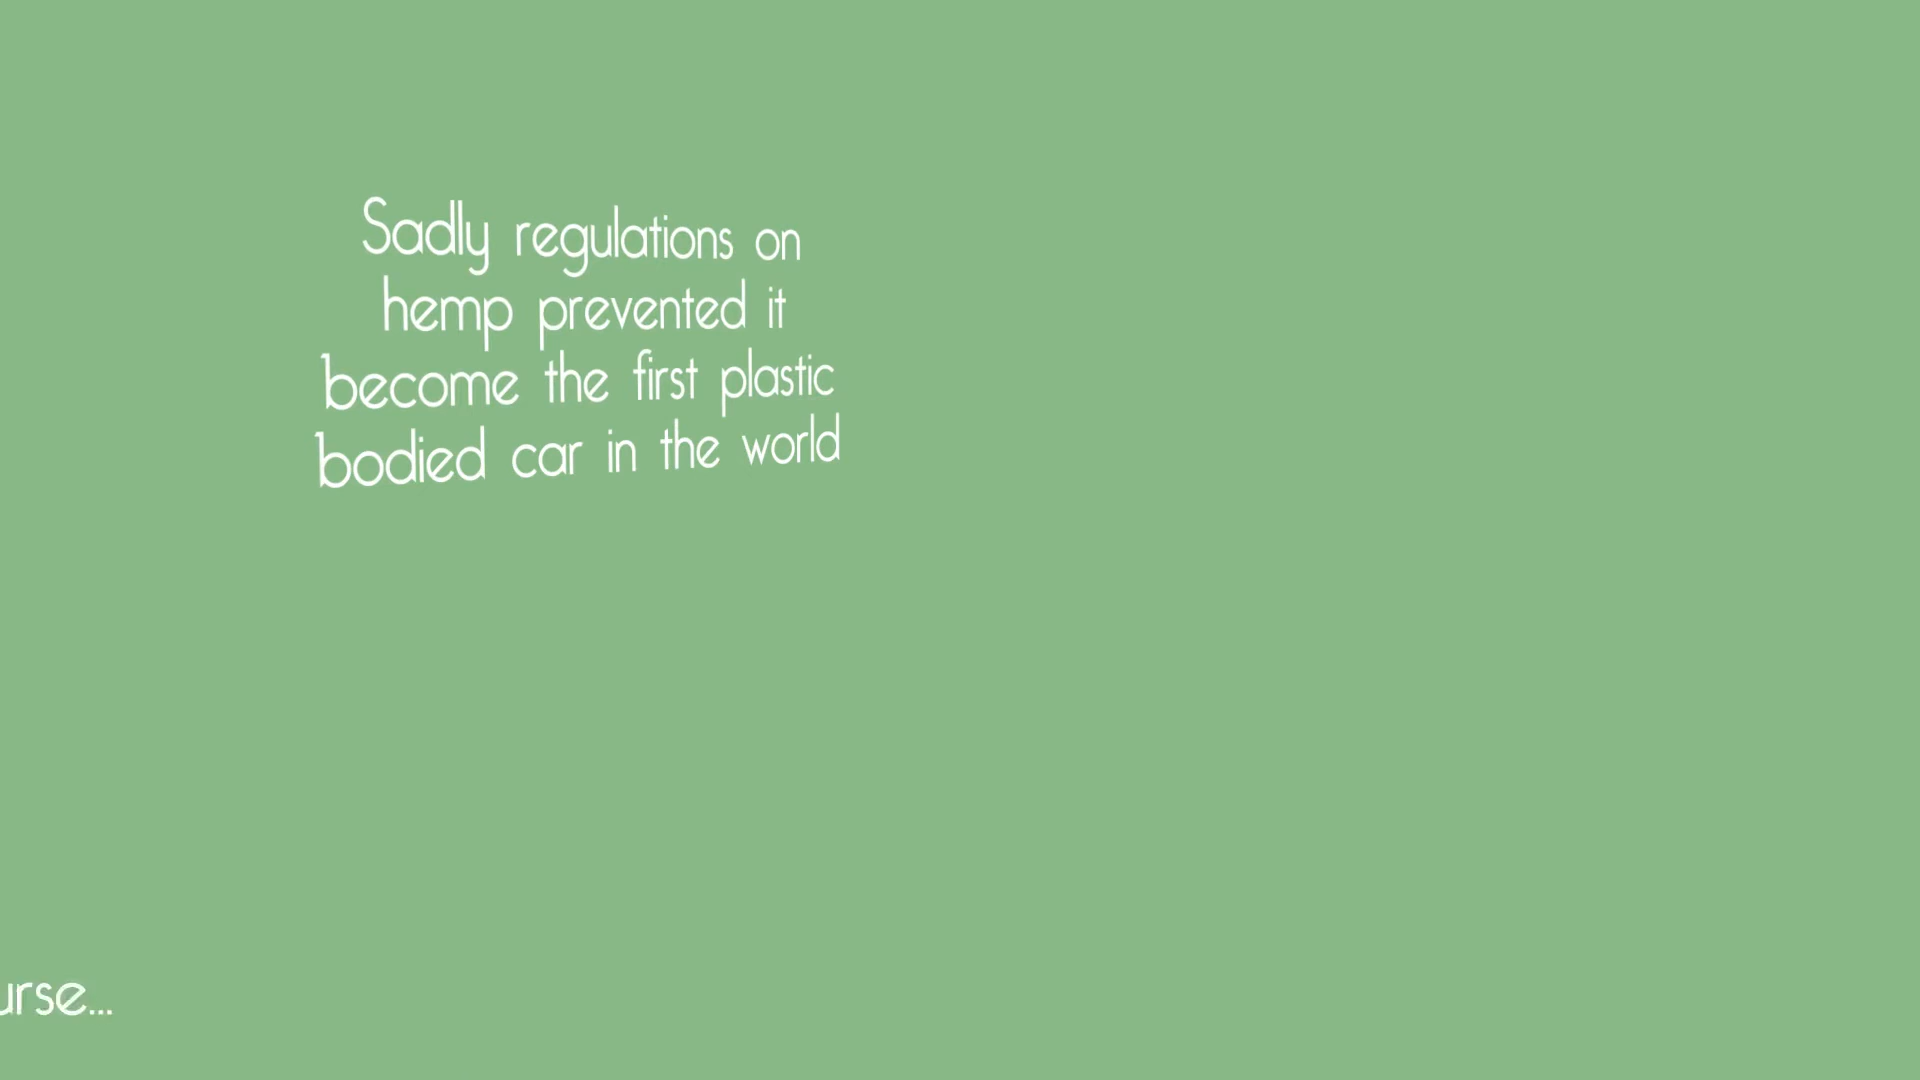 Sadly regulations on
hemp prevented it
become the first plastic
bodied car in the world
urse...